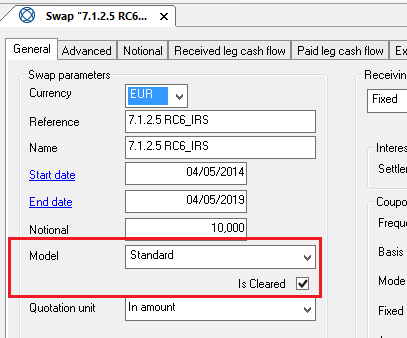 Swap "7.1.2.5 RC6...
General Advanced Notional Received leg cash flow Paid leg cash flow Ex
Swap parameters
Receiving
Currency EUR
Fixed
Reference 7.1.2.5 RC6_IRS
Name 7.1.2.5 RC6_IRS
Interes
Start date 04/05/2014
Settle
End date 04/05/2019
Coupo
Notional 10,000
Freque
Model Standard
Basis
Is Cleared
Mode
Quotation unit In amount
Fixed
Interes